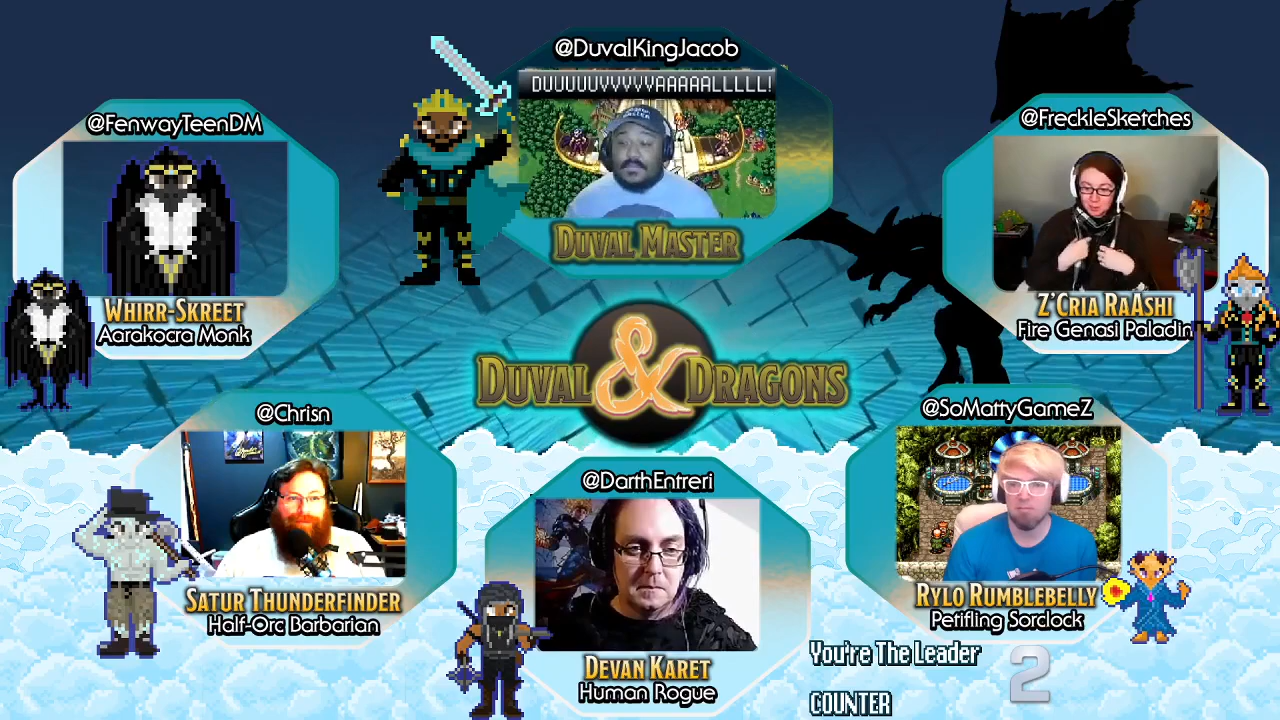 @DuvalKingJacob
DUUUUUVVVVVAAAAALLLLL!
DUVAL MASTER
@FenwayTeenDM
WHIRR-SKREET
Aarakocra Monk
@FreckleSketches
Z'CRIA RAASHI
Fire Genasi Paladin
DUVAL & DRAGONS
@Chrisn
SATUR THUNDERFINDER
Half-Orc Barbarian
@DarthEntreri
DEVAN KARET
Human Rogue
@SoMattyGameZ
RYLO RUMBLEBELLY
Petifling Sorclock
You're The Leader
COUNTER
2